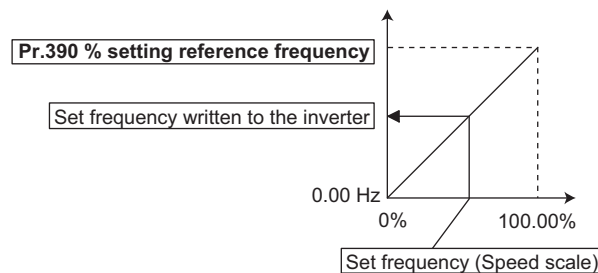 Pr.390 % setting reference frequency
Set frequency written to the inverter
0.00 Hz
0%
100.00%
Set frequency (Speed scale)